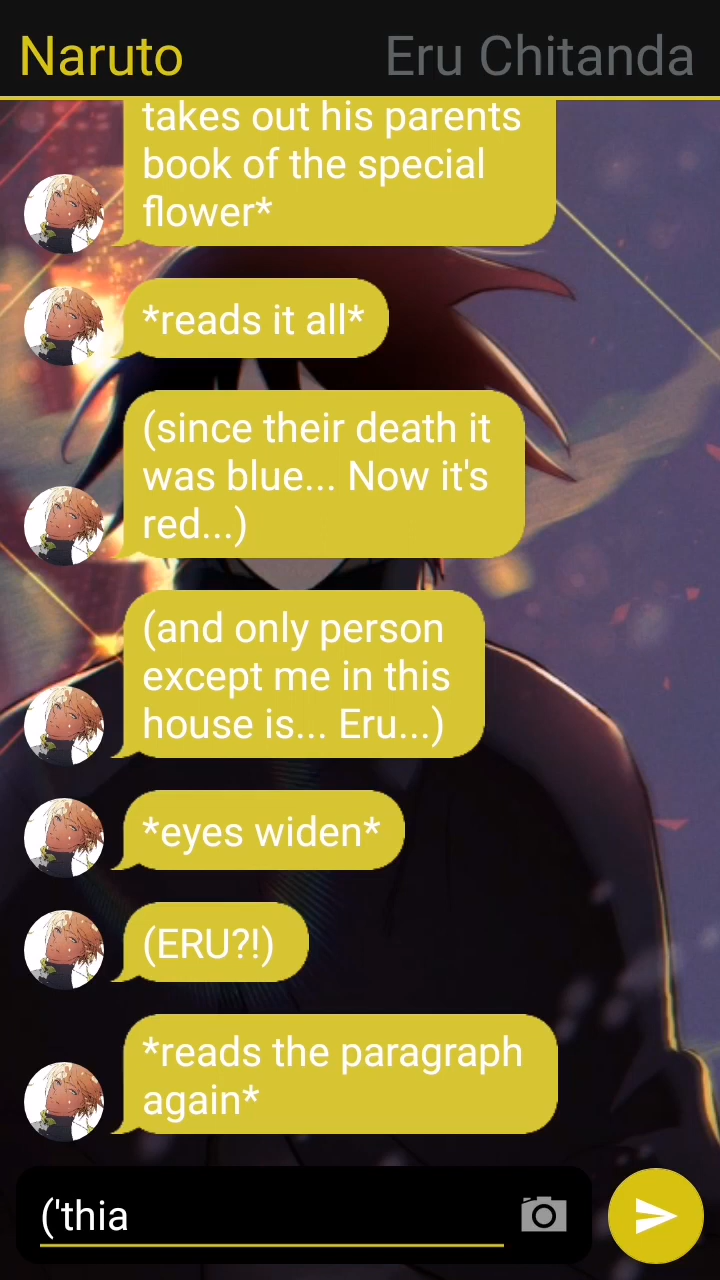 Naruto Eru Chitanda
takes out his parents
book of the special
flower*
*reads it all*
(since their death it
was blue... Now it's
red...)
(and only person
except me in this
house is... Eru...)
*eyes widen*
(ERU?!)
*reads the paragraph
again*
('thia